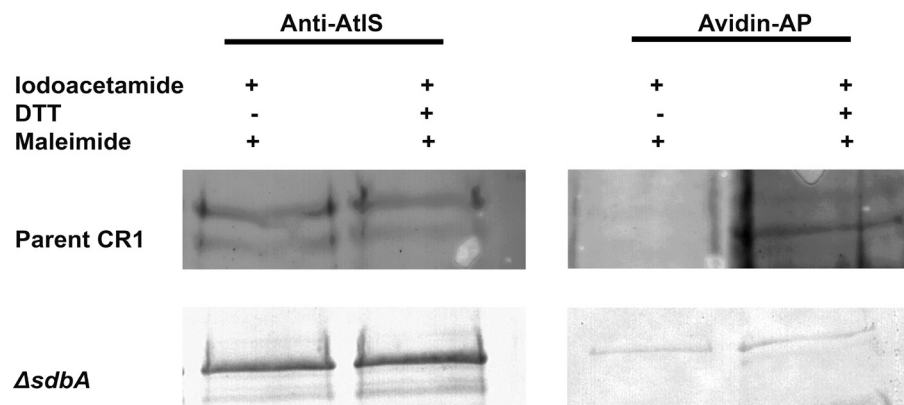 Anti-AtlS Avidin-AP
Iodoacetamide + + + +
DTT - + - +
Maleimide + + + +
Parent CR1
ΔsdbA